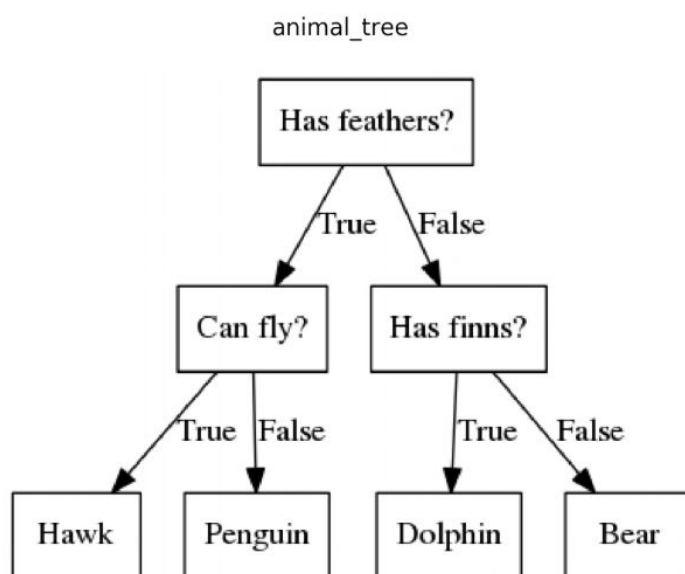 animal_tree
Has feathers?
True False
Can fly? Has finns?
True False True False
Hawk Penguin Dolphin Bear